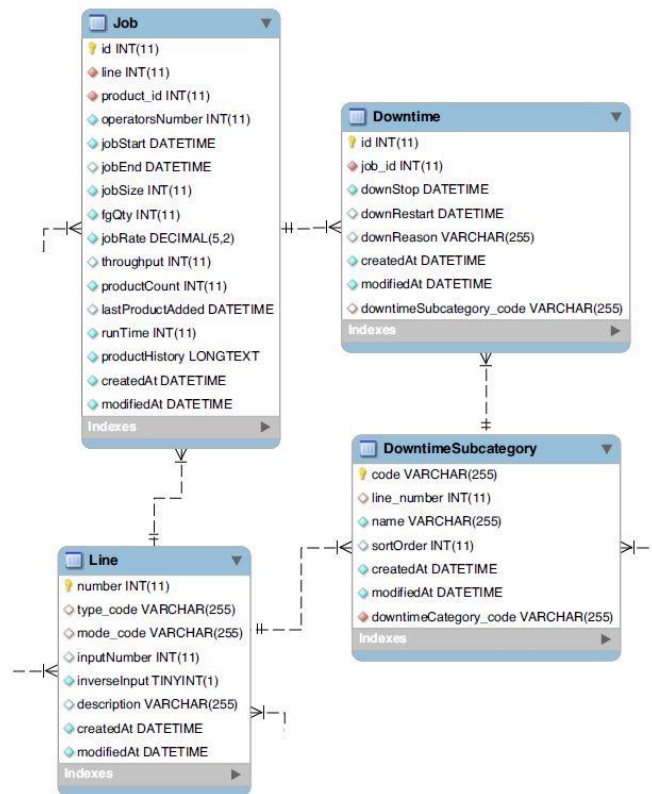 Job
id INT(11)
line INT(11)
product_id INT(11)
operatorsNumber INT(11)
jobStart DATETIME
jobEnd DATETIME
jobSize INT(11)
fgQty INT(11)
jobRate DECIMAL(5,2)
throughput INT(11)
productCount INT(11)
lastProductAdded DATETIME
runTime INT(11)
productHistory LONGTEXT
createdAt DATETIME
modifiedAt DATETIME
Indexes
Downtime
id INT(11)
job_id INT(11)
downStop DATETIME
downRestart DATETIME
downReason VARCHAR(255)
createdAt DATETIME
modifiedAt DATETIME
downtimeSubcategory_code VARCHAR(255)
Indexes
DowntimeSubcategory
code VARCHAR(255)
line_number INT(11)
name VARCHAR(255)
sortOrder INT(11)
createdAt DATETIME
modifiedAt DATETIME
downtimeCategory_code VARCHAR(255)
Indexes
Line
number INT(11)
type_code VARCHAR(255)
mode_code VARCHAR(255)
inputNumber INT(11)
inverseInput TINYINT(1)
description VARCHAR(255)
createdAt DATETIME
modifiedAt DATETIME
Indexes